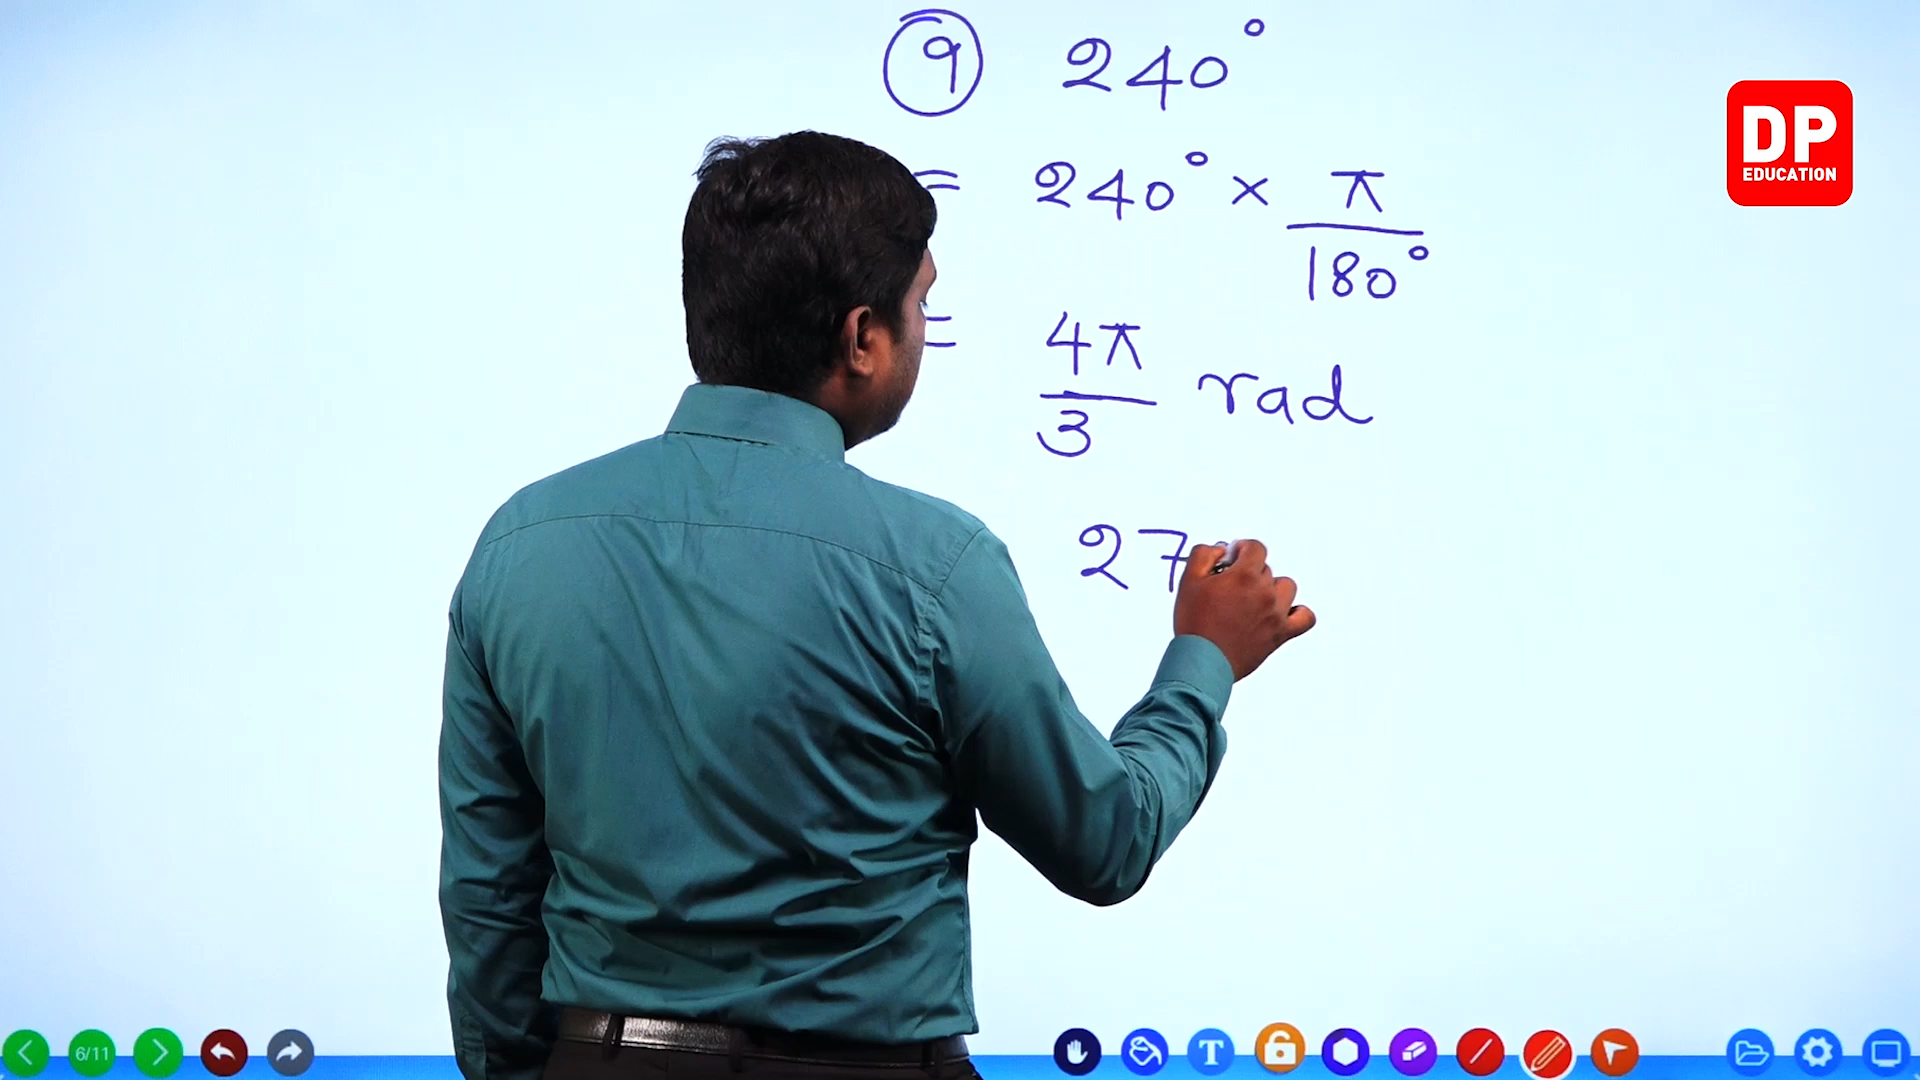 ⑨ 240°
= 240° × π/180°
= 4π/3 rad
27
DP
EDUCATION
6/11
T